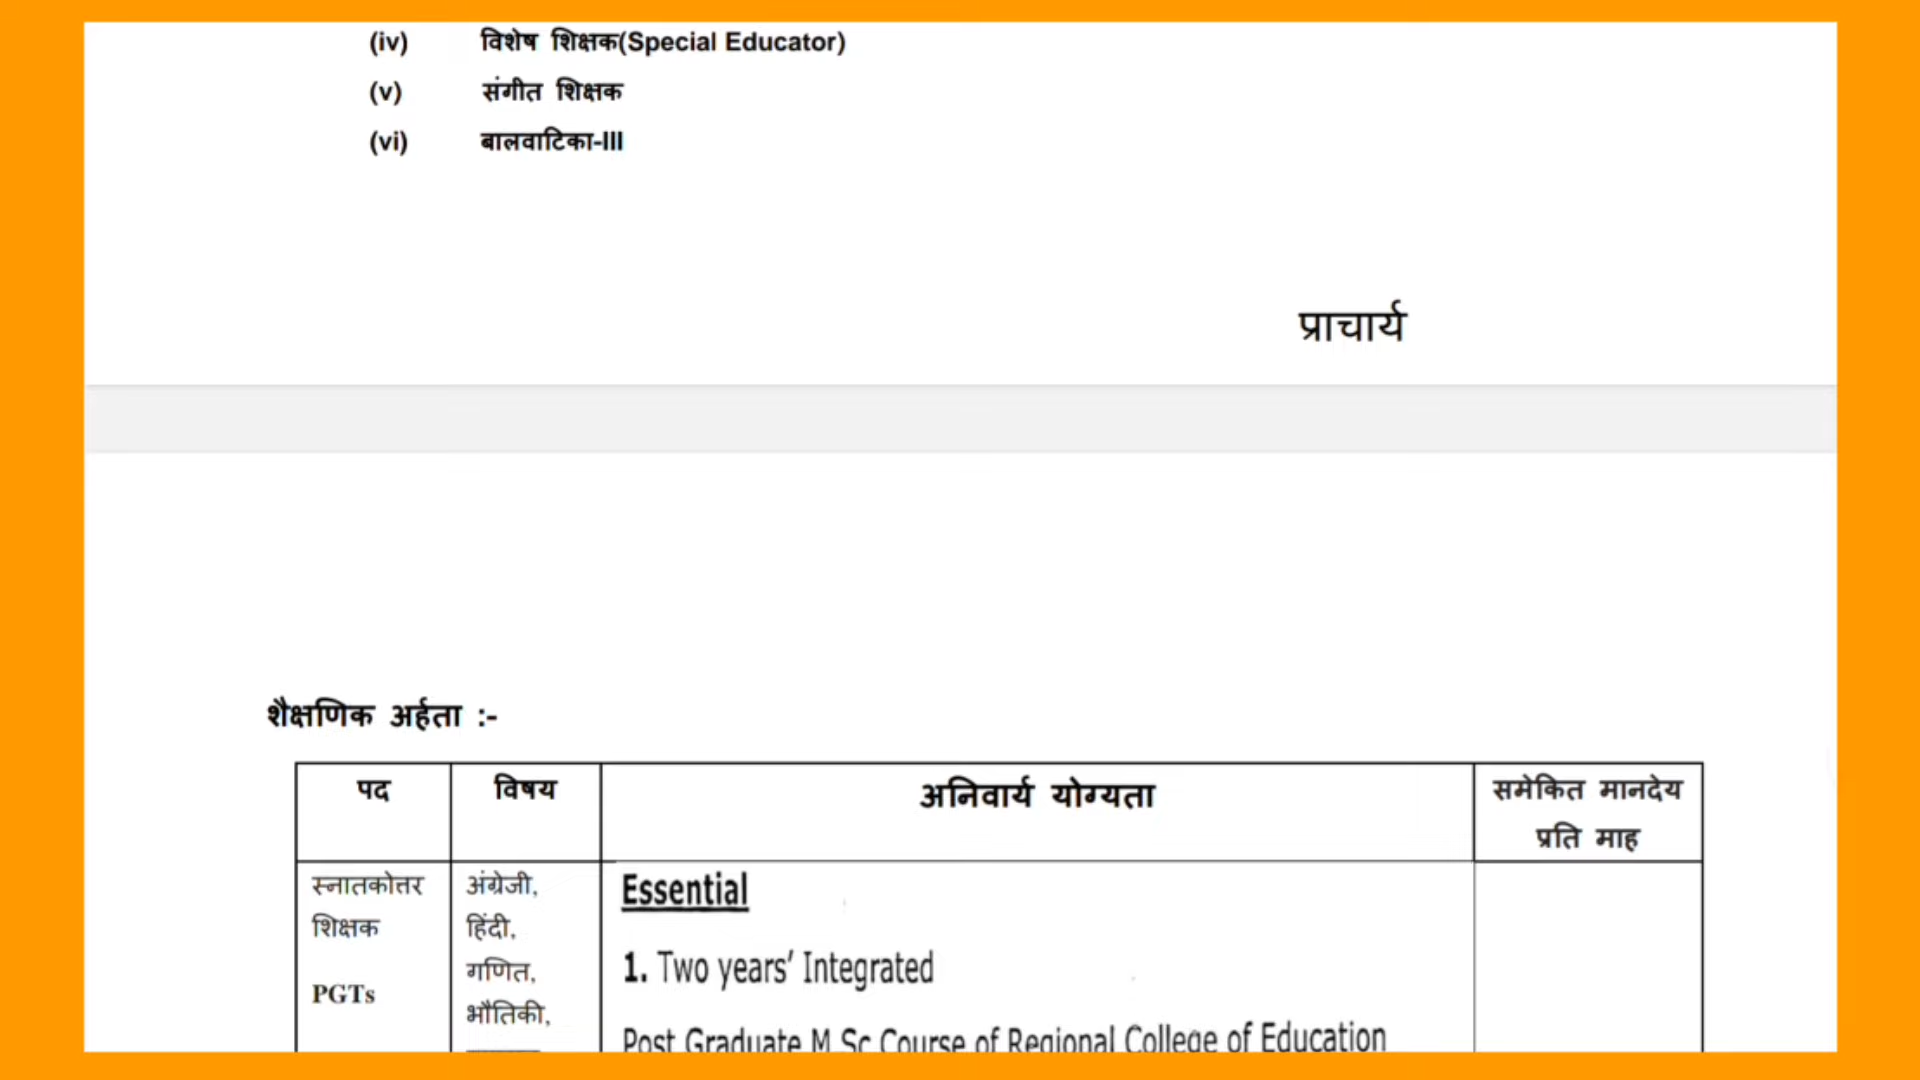 (iv) विशेष शिक्षक(Special Educator)
(v) संगीत शिक्षक
(vi) बालवाटिका-III
प्राचार्य
शैक्षणिक अर्हता :-
पद विषय अनिवार्य योग्यता समेकित मानदेय
प्रति माह
स्नातकोत्तर अंग्रेजी, Essential
शिक्षक हिंदी,
गणित, 1. Two years’ Integrated
PGTs
भौतिकी,
Post Graduate M Sc Course of Regional College of Education